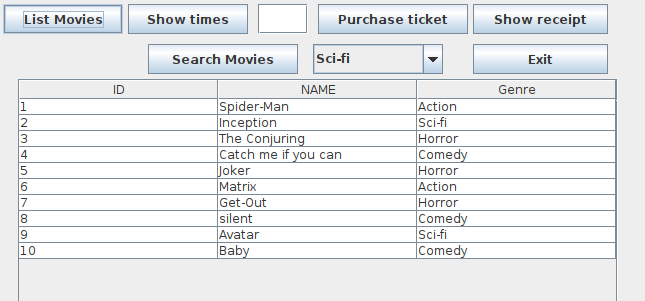 List Movies Show times Purchase ticket Show receipt
Search Movies Sci-fi Exit
ID NAME Genre
1 Spider-Man Action
2 Inception Sci-fi
3 The Conjuring Horror
4 Catch me if you can Comedy
5 Joker Horror
6 Matrix Action
7 Get-Out Horror
8 silent Comedy
9 Avatar Sci-fi
10 Baby Comedy